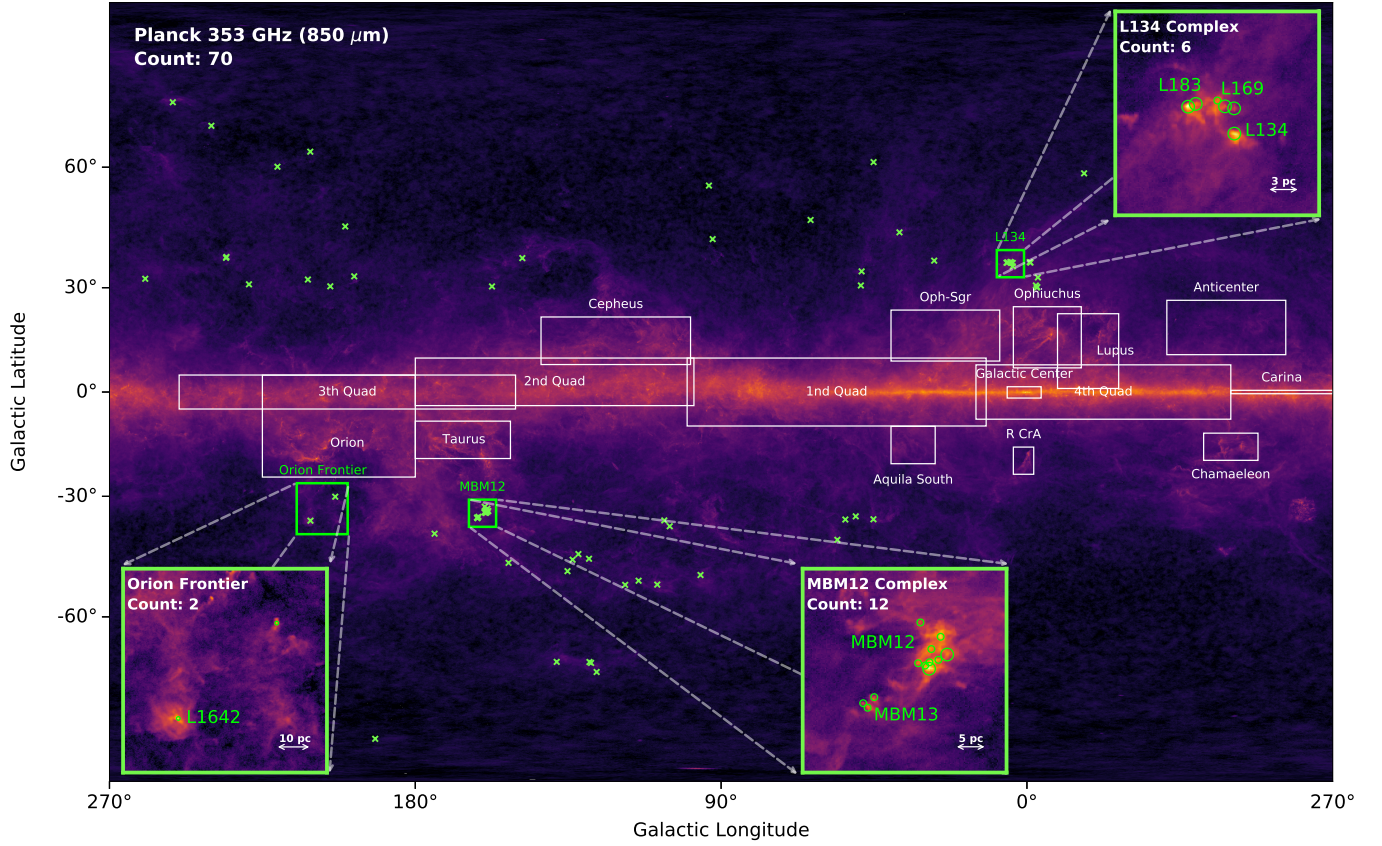 Planck 353 GHz (850 μm)
Count: 70
L134 Complex
Count: 6
L183
L169
L134
3 pc
60°
L134
30°
Cepheus
Oph-Sgr
Ophiuchus
Anticenter
Lupus
0°
3th Quad
2nd Quad
1nd Quad
Galactic Center
4th Quad
Carina
Orion
Taurus
Aquila South
R CrA
Chamaeleon
Orion Frontier
MBM12
-30°
Orion Frontier
Count: 2
L1642
10 pc
MBM12 Complex
Count: 12
MBM12
MBM13
5 pc
-60°
270°
180°
90°
0°
270°
Galactic Longitude
Galactic Latitude